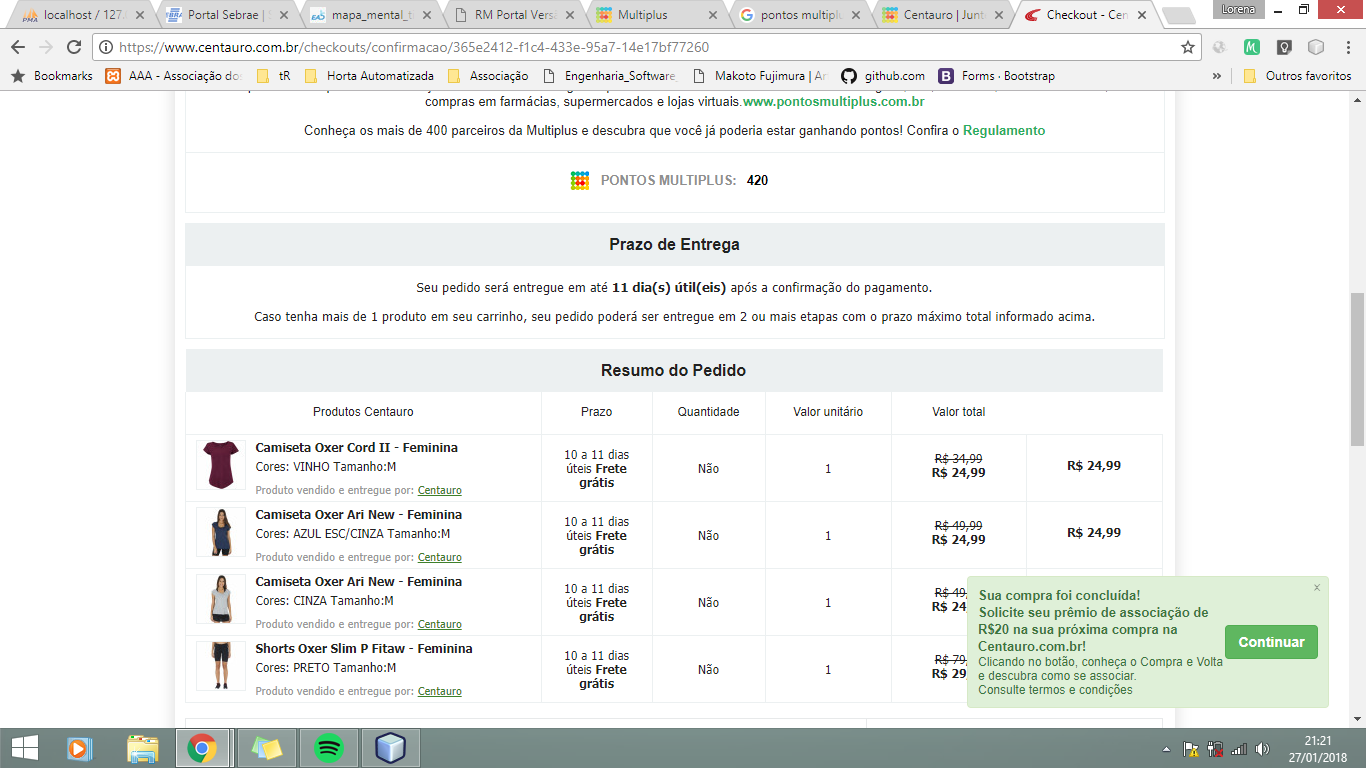 localhost / 127.
Portal Sebrae | S
mapa_mental_t
RM Portal Versã
Multiplus
pontos multipl
Centauro | Junt
Checkout - Cen
Lorena
https://www.centauro.com.br/checkouts/confirmacao/365e2412-f1c4-433e-95a7-14e17bf77260
Bookmarks
AAA - Associação do
tR
Horta Automatizada
Associação
Engenharia_Software_
Makoto Fujimura | Ar
github.com
Forms · Bootstrap
»
Outros favoritos
compras em farmácias, supermercados e lojas virtuais.www.pontosmultiplus.com.br
Conheça os mais de 400 parceiros da Multiplus e descubra que você já poderia estar ganhando pontos! Confira o Regulamento
PONTOS MULTIPLUS: 420
Prazo de Entrega
Seu pedido será entregue em até 11 dia(s) útil(eis) após a confirmação do pagamento.
Caso tenha mais de 1 produto em seu carrinho, seu pedido poderá ser entregue em 2 ou mais etapas com o prazo máximo total informado acima.
Resumo do Pedido
Produtos Centauro
Prazo
Quantidade
Valor unitário
Valor total
Camiseta Oxer Cord II - Feminina
Cores: VINHO Tamanho:M
Produto vendido e entregue por: Centauro
10 a 11 dias
úteis Frete
grátis
Não
1
R$ 34,99
R$ 24,99
R$ 24,99
Camiseta Oxer Ari New - Feminina
Cores: AZUL ESC/CINZA Tamanho:M
Produto vendido e entregue por: Centauro
10 a 11 dias
úteis Frete
grátis
Não
1
R$ 49,99
R$ 24,99
R$ 24,99
Camiseta Oxer Ari New - Feminina
Cores: CINZA Tamanho:M
Produto vendido e entregue por: Centauro
10 a 11 dias
úteis Frete
grátis
Não
1
R$ 49,
R$ 24,
Shorts Oxer Slim P Fitaw - Feminina
Cores: PRETO Tamanho:M
Produto vendido e entregue por: Centauro
10 a 11 dias
úteis Frete
grátis
Não
1
R$ 79,
R$ 29,
Sua compra foi concluída!
Solicite seu prêmio de associação de
R$20 na sua próxima compra na
Centauro.com.br!
Clicando no botão, conheça o Compra e Volta
e descubra como se associar.
Consulte termos e condições
Continuar
21:21
27/01/2018